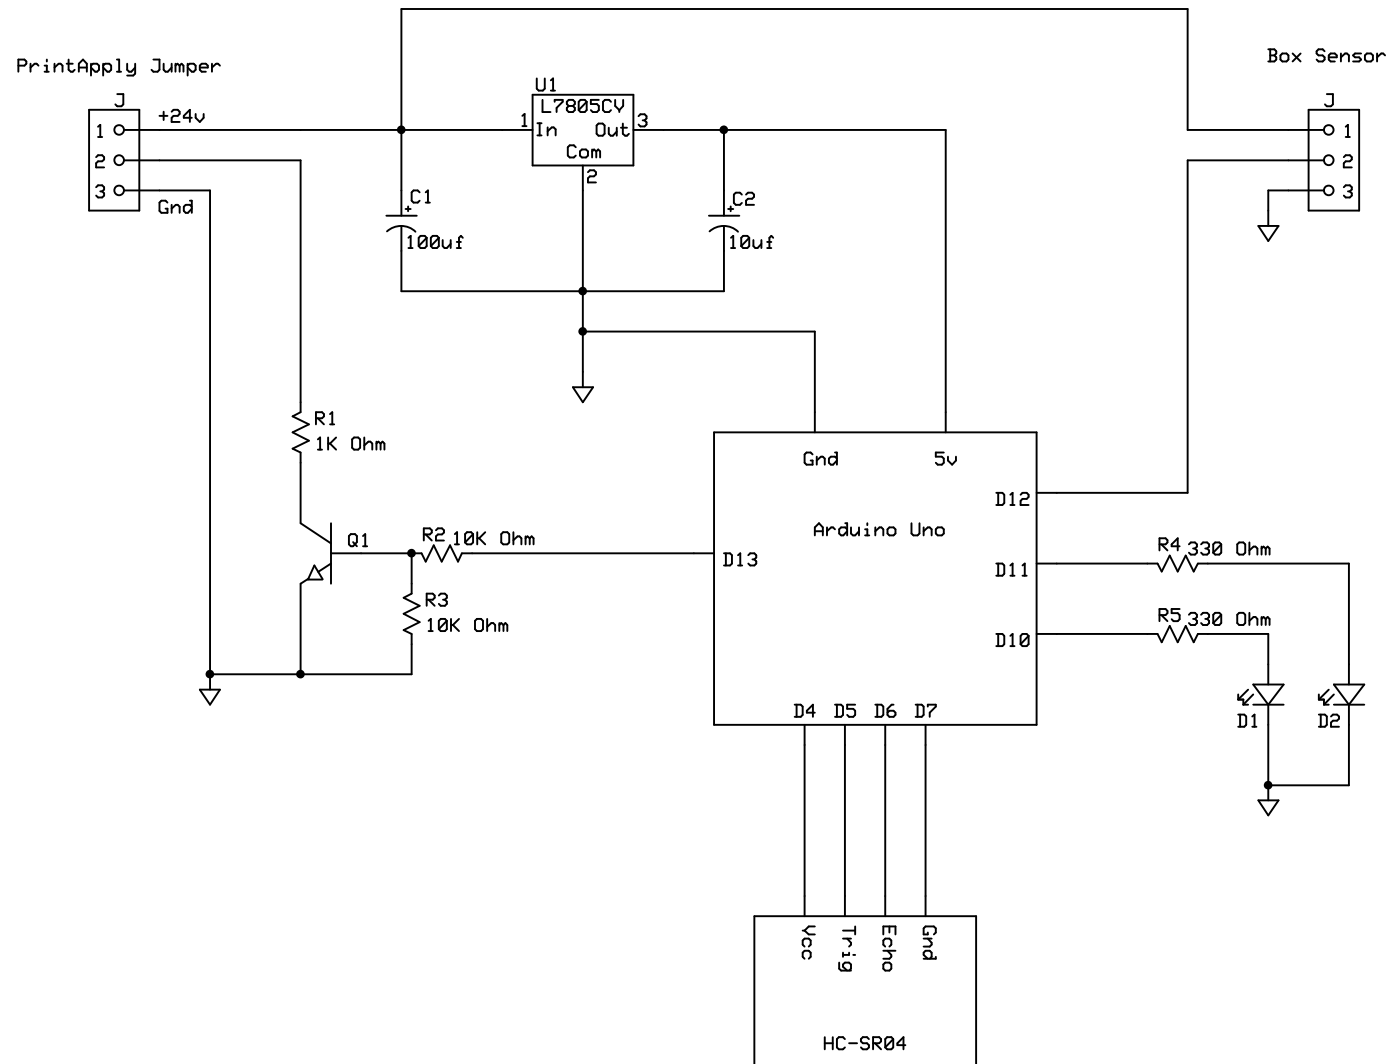 PrintApply Jumper
Box Sensor
J
1
2
3
+24v
Gnd
U1
L7805CV
1
In
Out
3
Com
2
J
1
2
3
+
C1
100uf
+
C2
10uf
R1
1K Ohm
Gnd
5v
D12
Arduino Uno
Q1
R2
10K Ohm
D13
D11
R4
330 Ohm
R3
10K Ohm
D10
R5
330 Ohm
D4
D5
D6
D7
D1
D2
Vcc
Trig
Echo
Gnd
HC-SR04